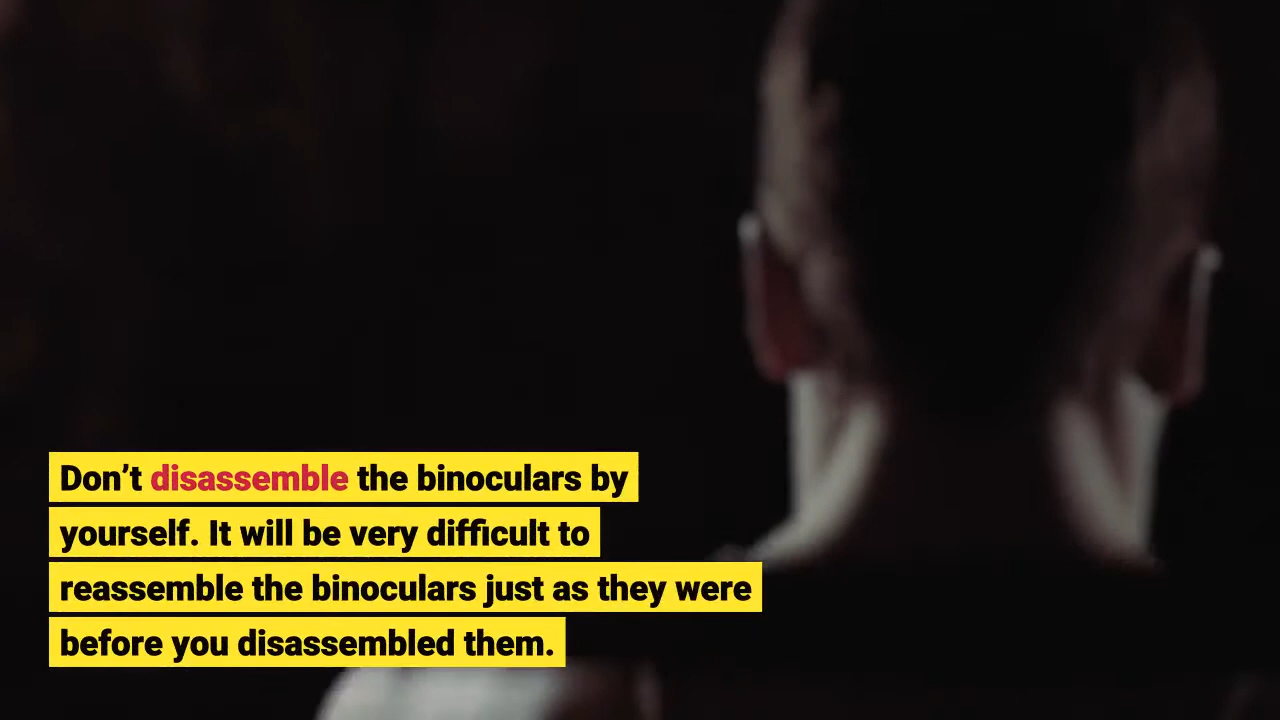 Don’t disassemble the binoculars by
yourself. It will be very difficult to
reassemble the binoculars just as they were
before you disassembled them.